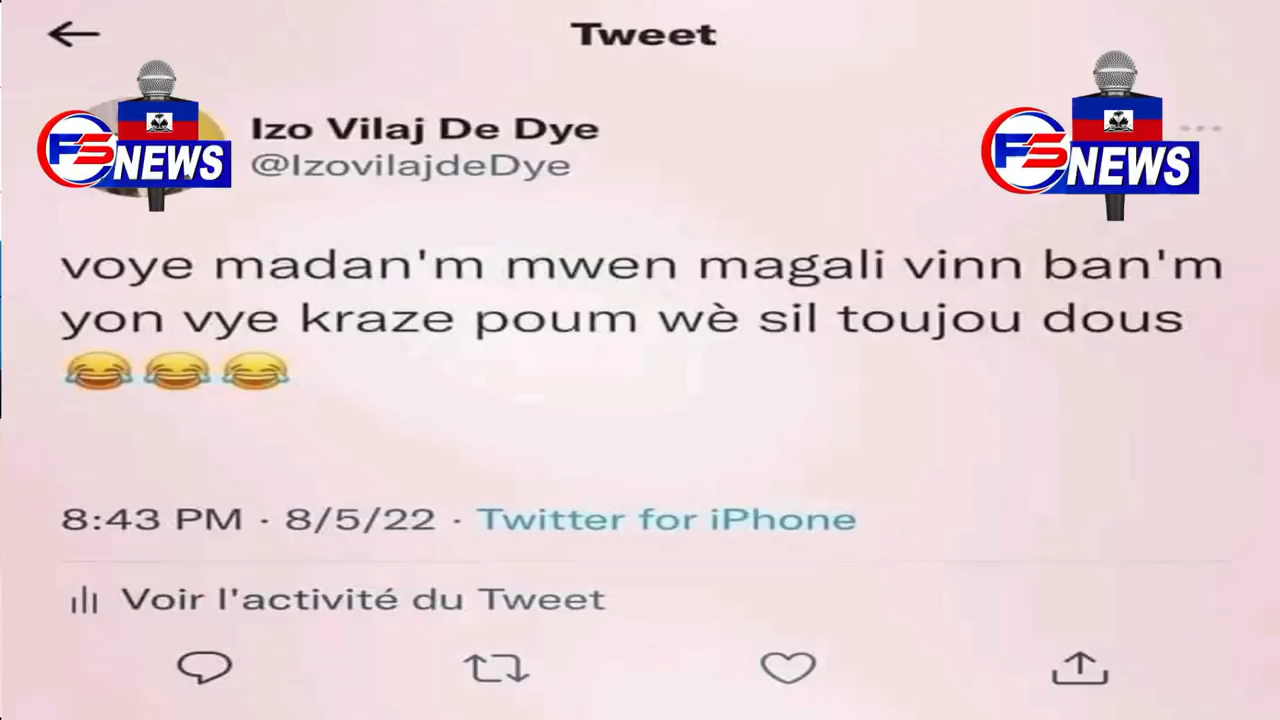 Tweet
FS NEWS
FS NEWS
Izo Vilaj De Dye
@IzovilajdeDye
voye madan'm mwen magali vinn ban'm
yon vye kraze poum wè sil toujou dous
😂😂😂
8:43 PM · 8/5/22 · Twitter for iPhone
Voir l'activité du Tweet